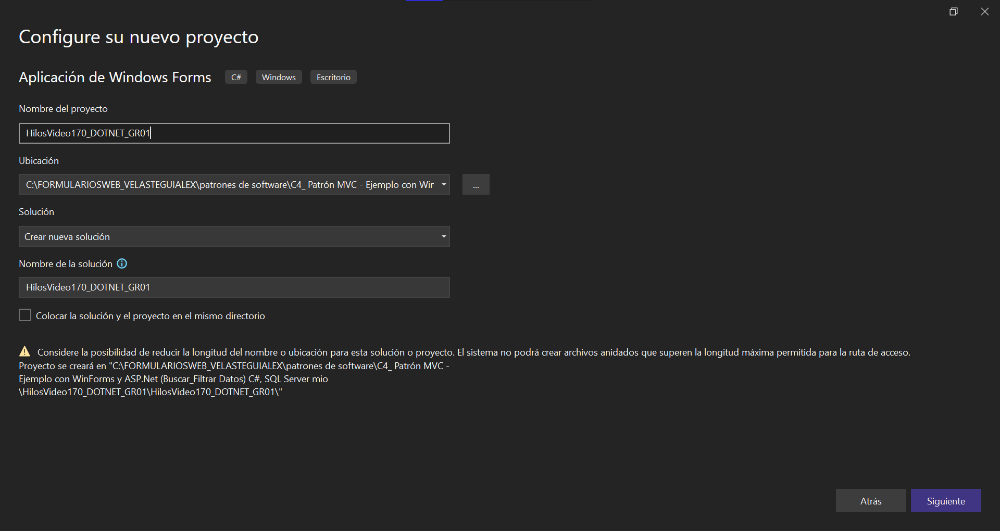 Configure su nuevo proyecto
Aplicación de Windows Forms C# Windows Escritorio
Nombre del proyecto
HilosVideo170_DOTNET_GR01
Ubicación
C:\FORMULARIOSWEB_VELASTEGUIALEX\patrones de software\C4_ Patrón MVC - Ejemplo con Wir ...
Solución
Crear nueva solución
Nombre de la solución
HilosVideo170_DOTNET_GR01
Colocar la solución y el proyecto en el mismo directorio
Considere la posibilidad de reducir la longitud del nombre o ubicación para esta solución o proyecto. El sistema no podrá crear archivos anidados que superen la longitud máxima permitida para la ruta de acceso.
Proyecto se creará en "C:\FORMULARIOSWEB_VELASTEGUIALEX\patrones de software\C4_ Patrón MVC -
Ejemplo con WinForms y ASP.Net (Buscar_Filtrar Datos) C#, SQL Server mio
\HilosVideo170_DOTNET_GR01\HilosVideo170_DOTNET_GR01\"
Atrás Siguiente